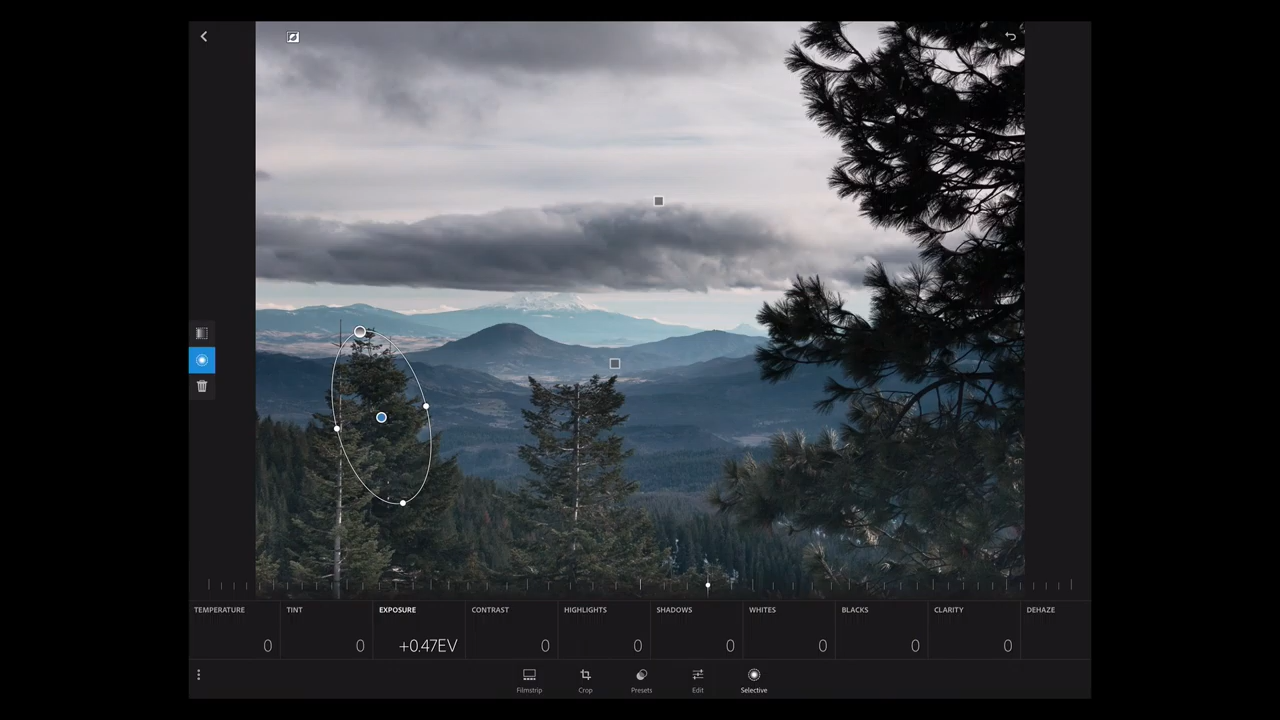 TEMPERATURE TINT EXPOSURE CONTRAST HIGHLIGHTS SHADOWS WHITES BLACKS CLARITY DEHAZE
0 0 +0.47EV 0 0 0 0 0 0
Filmstrip Crop Presets Edit Selective